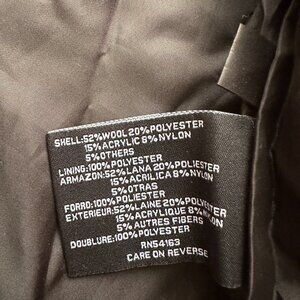 SHELL:52%WOOL 20%POLYESTER
15%ACRYLIC 8%NYLON
5%OTHERS
LINING:100%POLYESTER
ARMAZON:52%LANA 20%POLIESTER
15%ACRILICA 8%NYLON
5%OTRAS
FORRO:100%POLIESTER
EXTERIEUR:52%LAINE 20%POLYESTER
15%ACRYLIQUE 8%NYLON
5%AUTRES FIBERS
DOUBLURE:100%POLYESTER
RN54163
CARE ON REVERSE